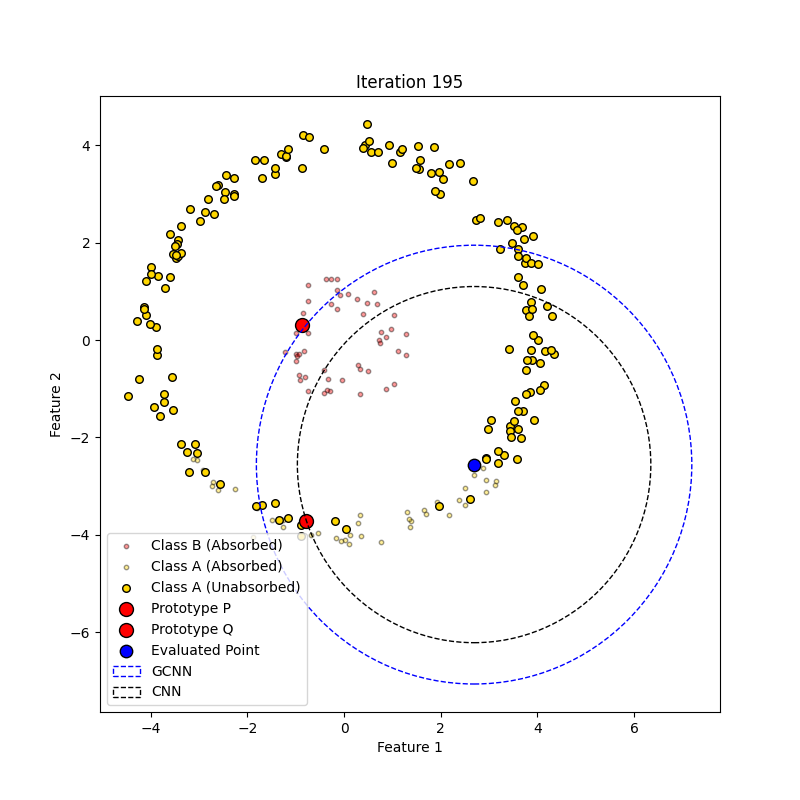 Iteration 195
4
2
0
−2
−4
−6
Feature 2
Class B (Absorbed)
Class A (Absorbed)
Class A (Unabsorbed)
Prototype P
Prototype Q
Evaluated Point
GCNN
CNN
−4 −2 0 2 4 6
Feature 1